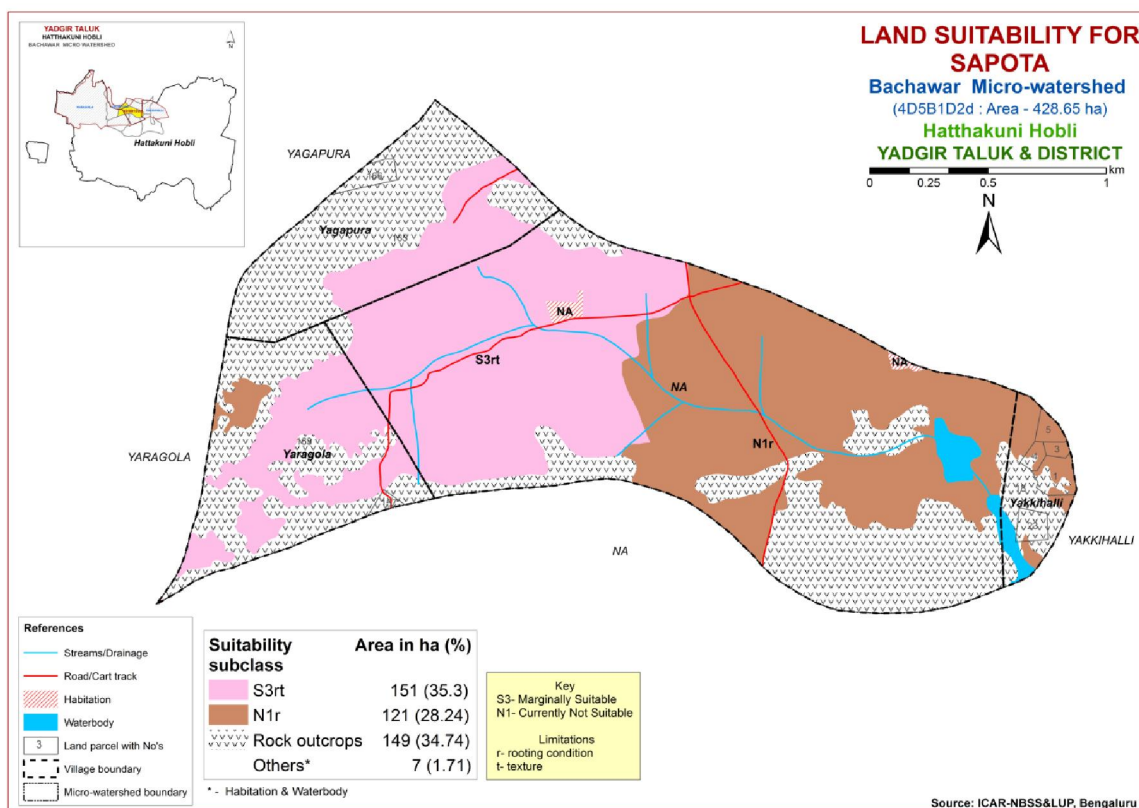 YADGIR TALUK
HATTHAKUNI HOBLI
BACHAWAR MICRO-WATERSHED
N
Hattakuni Hobli
LAND SUITABILITY FOR
SAPOTA
Bachawar Micro-watershed
(4D5B1D2d : Area - 428.65 ha)
Hatthakuni Hobli
YADGIR TALUK & DISTRICT
0 0.25 0.5 1
km
N
YAGAPURA
Yagapura
153
NA
S3rt
NA
NA
N1r
YARAGOLA
Yaragola
5
3
1
Yakkihalli
YAKKIHALLI
NA
References
Streams/Drainage
Road/Cart track
Habitation
Waterbody
3 Land parcel with No's
Village boundary
Micro-watershed boundary
Suitability subclass Area in ha (%)
S3rt 151 (35.3)
N1r 121 (28.24)
Rock outcrops 149 (34.74)
Others* 7 (1.71)
* - Habitation & Waterbody
Key
S3- Marginally Suitable
N1- Currently Not Suitable
Limitations
r- rooting condition
t- texture
Source: ICAR-NBSS&LUP, Bengaluru